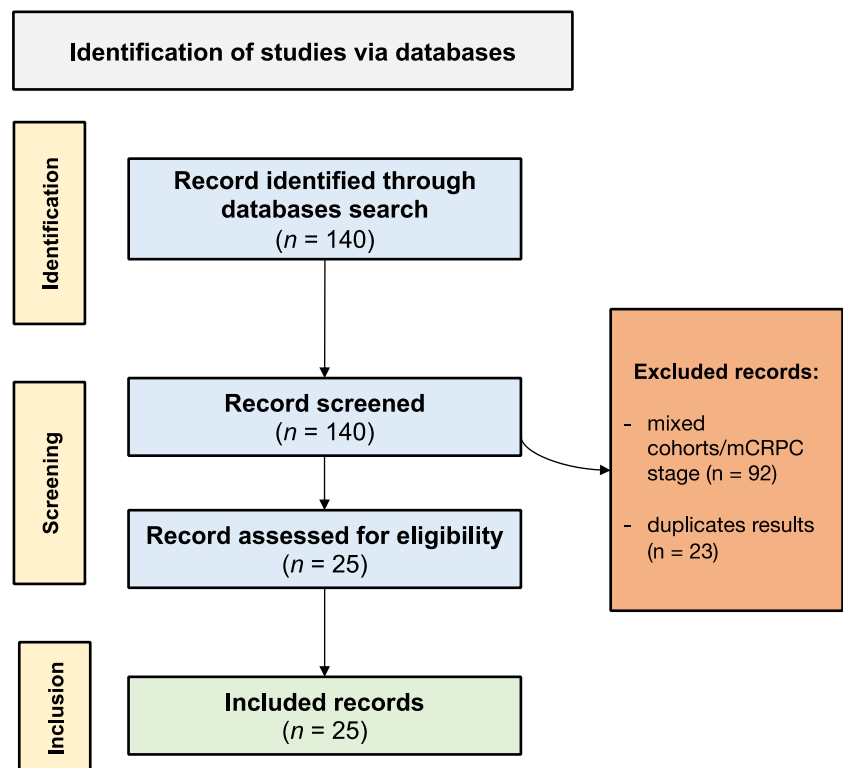 Identification of studies via databases
Identification
Record identified through
databases search
(n = 140)
Screening
Record screened
(n = 140)
Excluded records:
- mixed
cohorts/mCRPC
stage (n = 92)
- duplicates results
(n = 23)
Record assessed for eligibility
(n = 25)
Inclusion
Included records
(n = 25)